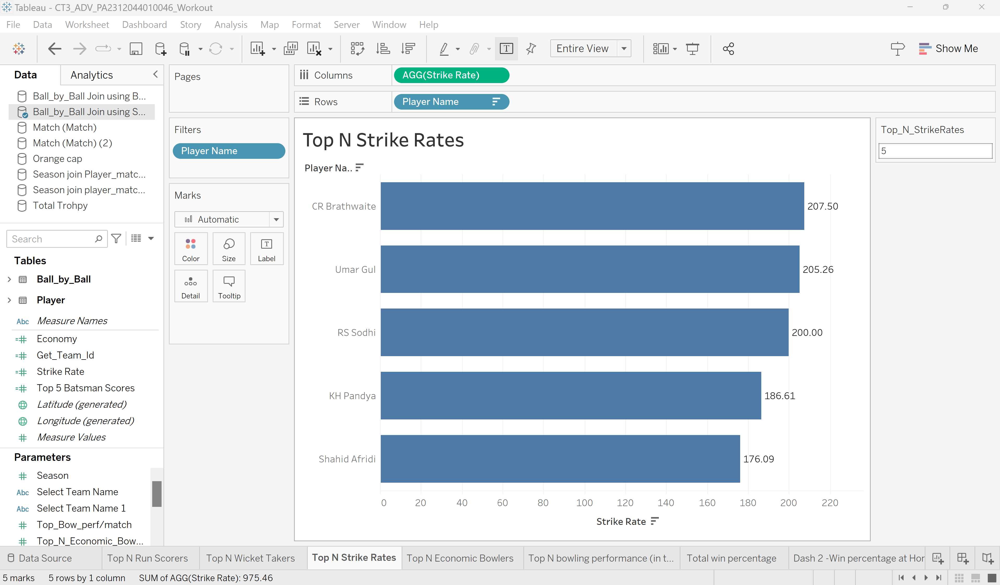 Tableau - CT3_ADV_PA2312044010046_Workout
File Data Worksheet Dashboard Story Analysis Map Format Server Window Help
Entire View
Show Me
Data
Analytics
Ball_by_Ball Join using B...
Ball_by_Ball Join using S...
Match (Match)
Match (Match) (2)
Orange cap
Season join Player_matc...
Season join player_matc...
Total Trohpy
Search
Tables
Ball_by_Ball
Player
Abc Measure Names
Economy
Get_Team_Id
Strike Rate
Top 5 Batsman Scores
Latitude (generated)
Longitude (generated)
Measure Values
Parameters
Season
Abc Select Team Name
Abc Select Team Name 1
Top_Bow_perf/match
Top_N_Economic_Bow...
Pages
Filters
Player Name
Marks
Automatic
Color Size Label
Detail Tooltip
Columns AGG(Strike Rate)
Rows Player Name
Top N Strike Rates
Player Na..
CR Brathwaite 207.50
Umar Gul 205.26
RS Sodhi 200.00
KH Pandya 186.61
Shahid Afridi 176.09
0 20 40 60 80 100 120 140 160 180 200 220
Strike Rate
Top_N_StrikeRates
5
Data Source Top N Run Scorers Top N Wicket Takers Top N Strike Rates Top N Economic Bowlers Top N bowling performance (in t... Total win percentage Dash 2 -Win percentage at Hor
5 marks 5 rows by 1 column SUM of AGG(Strike Rate): 975.46